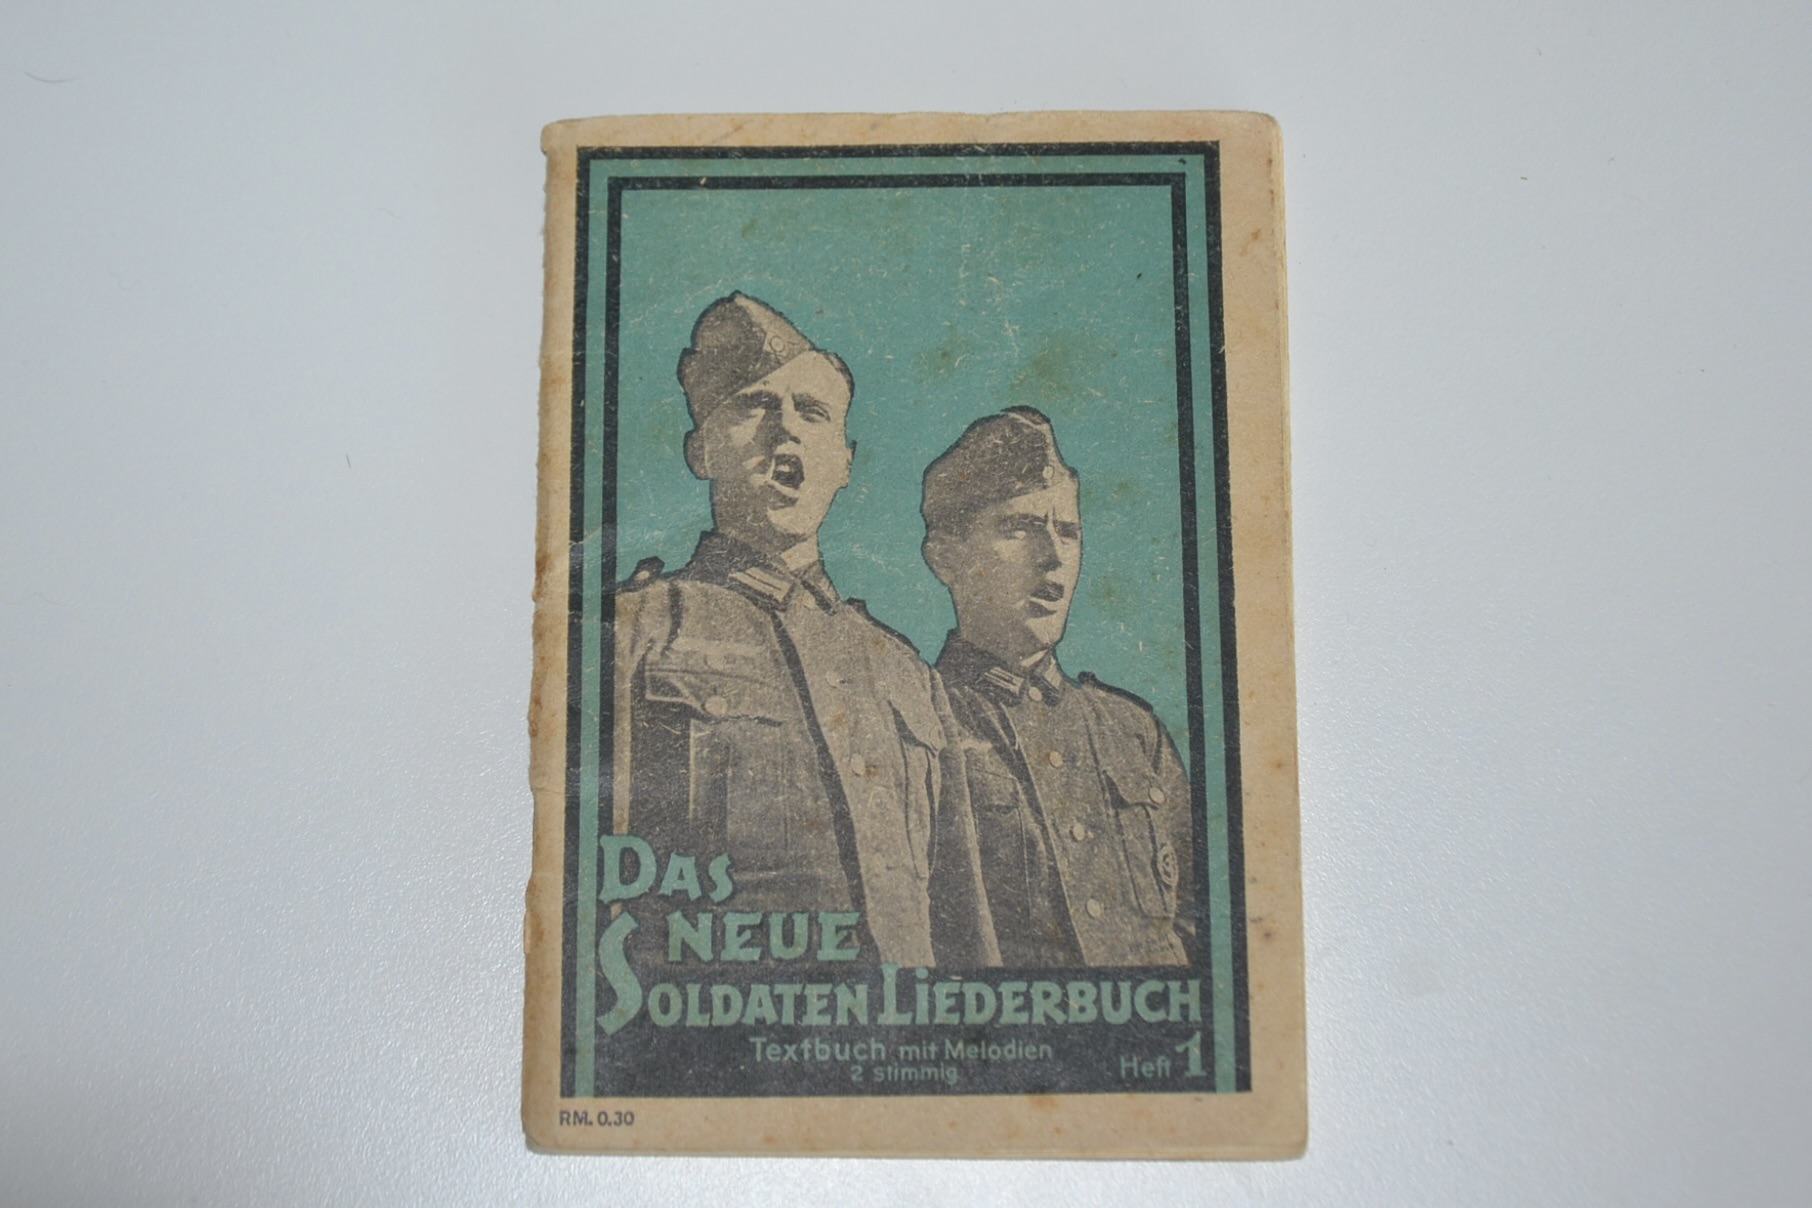 DAS
NEUE
SOLDATEN LIEDERBUCH
Textbuch mit Melodien
2 stimmig
Heft 1
RM. 0.30